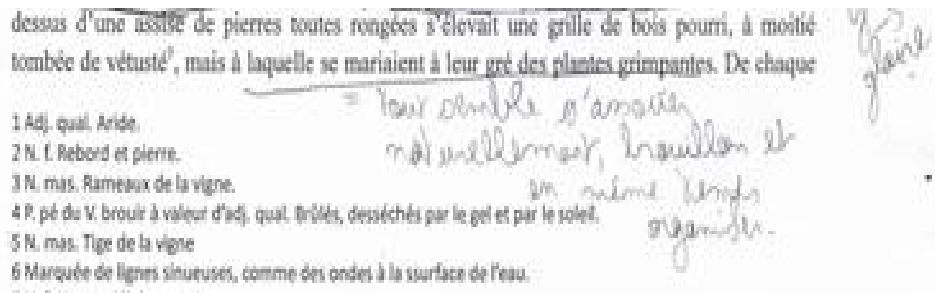 dessus d'une assise de pierres toutes rongées s'élevait une grille de bois pourri, à moitié
tombée de vétusté, mais à laquelle se mariaient à leur gré des plantes grimpantes. De chaque
glaire
= Tout semble s'associer
naturellement, brouillon et
en même temps
organiser.
1 Adj. qual. Aride.
2 N. f. Rebord et pierre.
3 N. mas. Rameaux de la vigne.
4 P. pé du V. brouir à valeur d'adj. qual. Brûlés, desséchés par le gel et par le soleil.
5 N. mas. Tige de la vigne
6 Marquée de lignes sinueuses, comme des ondes à la surface de l'eau.